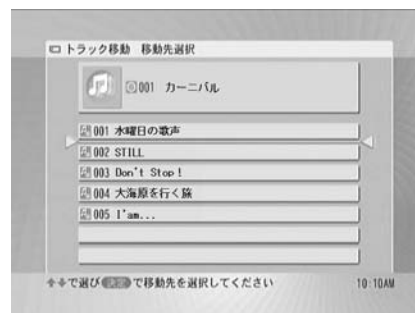 トラック移動 移動先選択
001 カーニバル
001 水曜日の歌声
002 STILL
003 Don't Stop!
004 大海原を行く旅
005 I'am...
で選び 決定 で移動先を選択してください 10:10AM